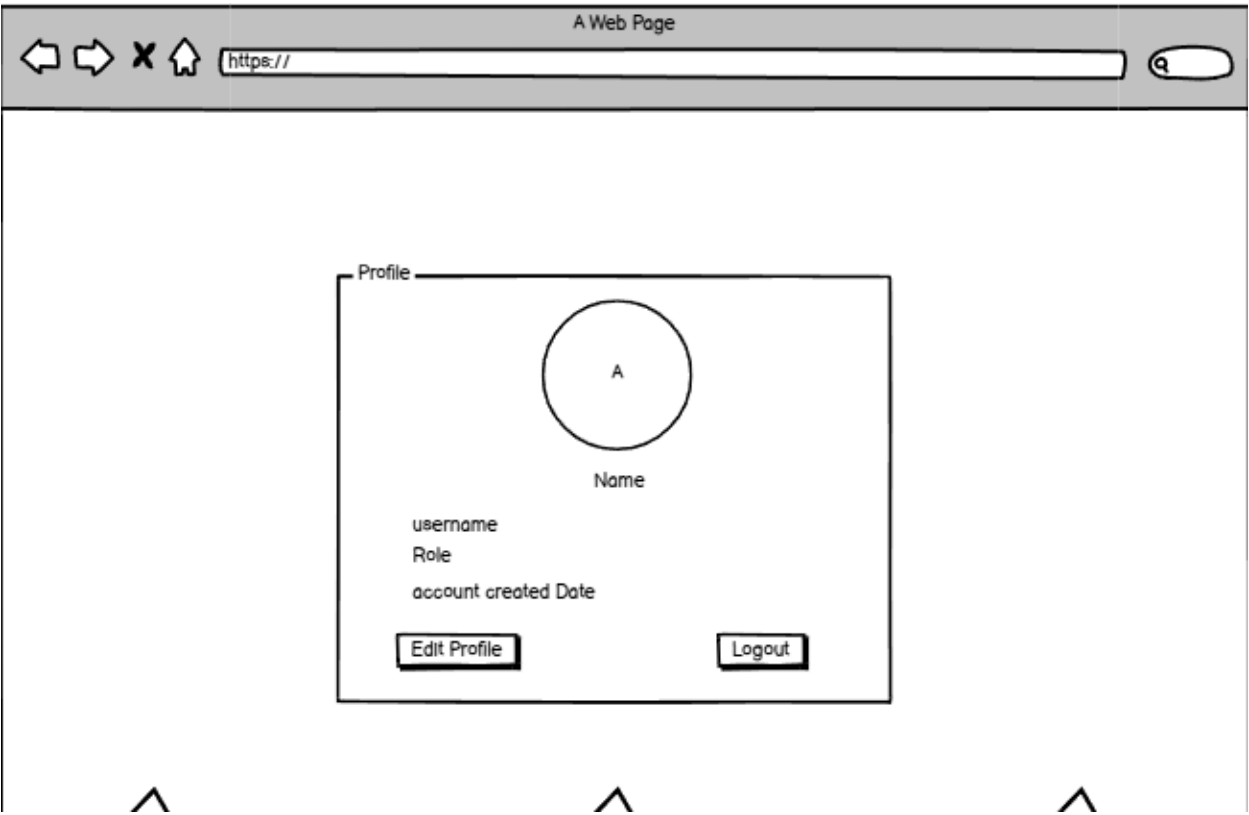 A Web Page
https://
Profile
A
Name
username
Role
account created Date
Edit Profile
Logout